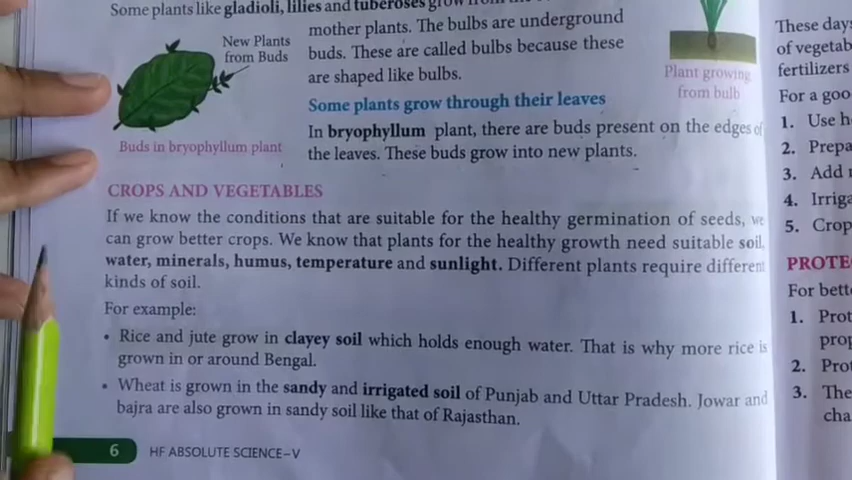 Some plants like gladioli, lilies and tuberoses grow from the
mother plants. The bulbs are underground
buds. These are called bulbs because these
are shaped like bulbs.
New Plants
from Buds
Buds in bryophyllum plant
Plant growing
from bulb
Some plants grow through their leaves
In bryophyllum plant, there are buds present on the edges of
the leaves. These buds grow into new plants.
CROPS AND VEGETABLES
If we know the conditions that are suitable for the healthy germination of seeds, we
can grow better crops. We know that plants for the healthy growth need suitable soil,
water, minerals, humus, temperature and sunlight. Different plants require different
kinds of soil.
For example:
• Rice and jute grow in clayey soil which holds enough water. That is why more rice is
grown in or around Bengal.
• Wheat is grown in the sandy and irrigated soil of Punjab and Uttar Pradesh. Jowar and
bajra are also grown in sandy soil like that of Rajasthan.
6 HF ABSOLUTE SCIENCE–V
These days
of vegetab
fertilizers
For a goo
1. Use h
2. Prepa
3. Add
4. Irriga
5. Crop
PROTE
For bett
1. Prot
prop
2. Prot
3. The
cha